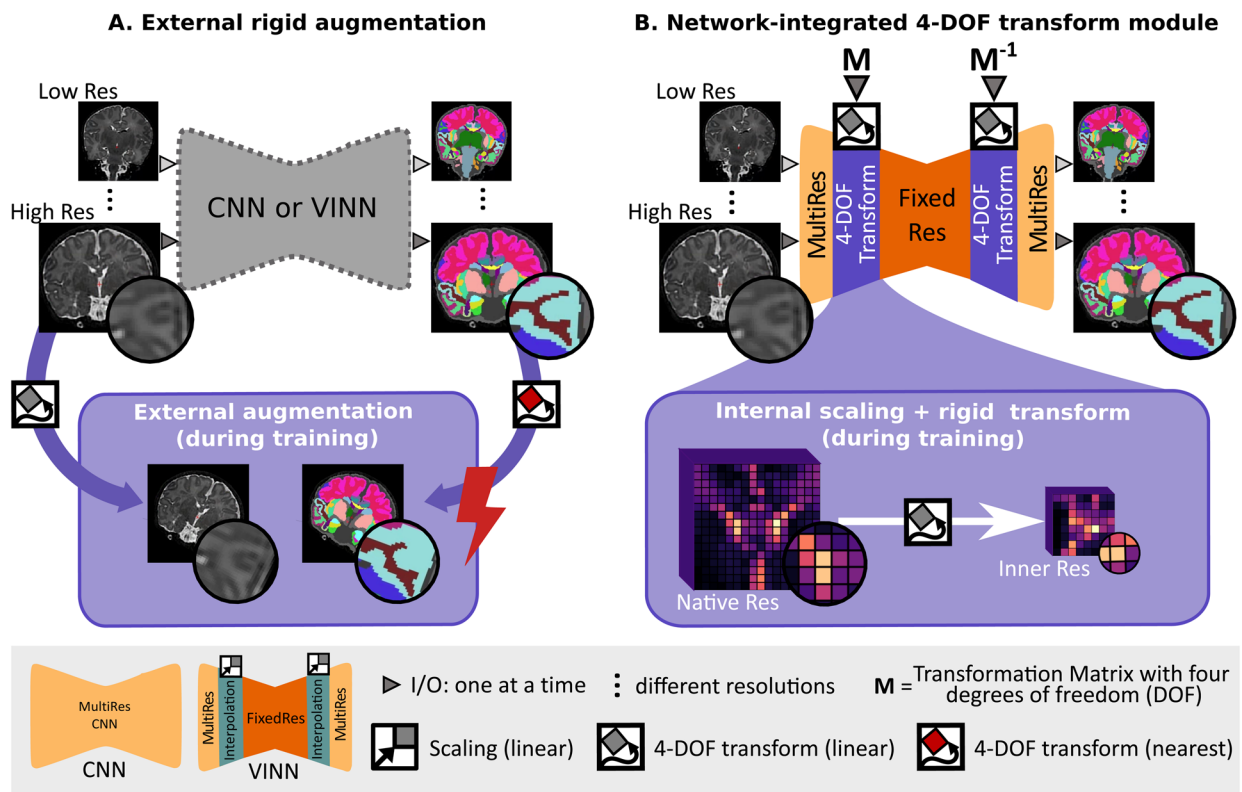 A. External rigid augmentation
Low Res
High Res
CNN or VINN
External augmentation
(during training)
B. Network-integrated 4-DOF transform module
M
M-1
Low Res
High Res
MultiRes
4-DOF
Transform
Fixed
Res
4-DOF
Transform
MultiRes
Internal scaling + rigid transform
(during training)
Native Res
Inner Res
MultiRes
CNN
CNN
MultiRes
Interpolation
FixedRes
Interpolation
MultiRes
VINN
I/O: one at a time
different resolutions
M = Transformation Matrix with four
degrees of freedom (DOF)
Scaling (linear)
4-DOF transform (linear)
4-DOF transform (nearest)